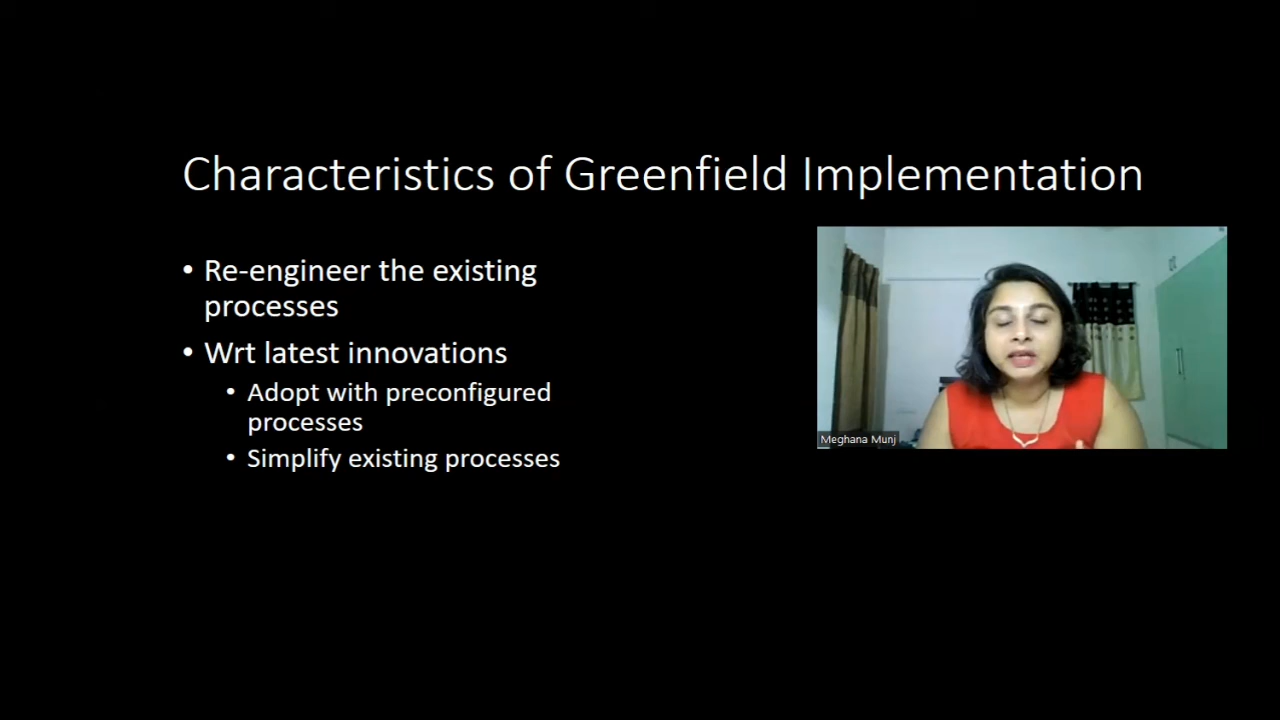 Characteristics of Greenfield Implementation
• Re-engineer the existing
processes
• Wrt latest innovations
• Adopt with preconfigured
processes
• Simplify existing processes
Meghana Munj